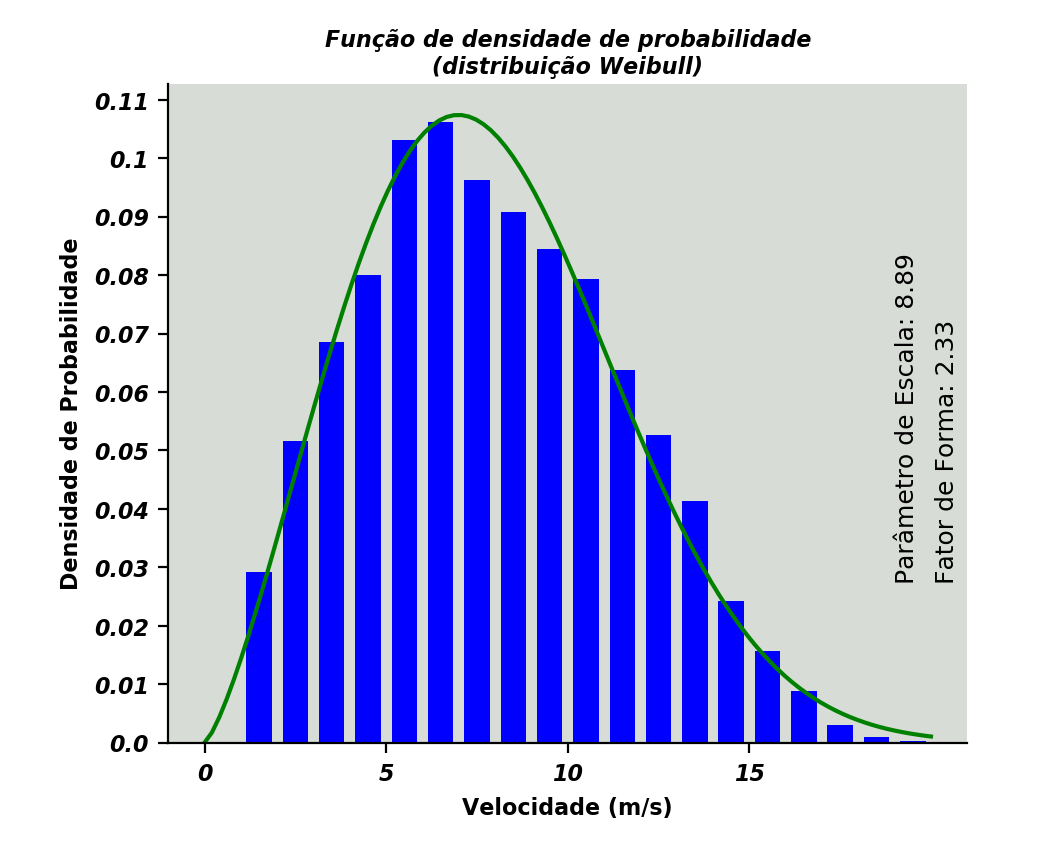 Função de densidade de probabilidade
(distribuição Weibull)
Densidade de Probabilidade
0.11
0.1
0.09
0.08
0.07
0.06
0.05
0.04
0.03
0.02
0.01
0.0
Parâmetro de Escala: 8.89
Fator de Forma: 2.33
0 5 10 15
Velocidade (m/s)